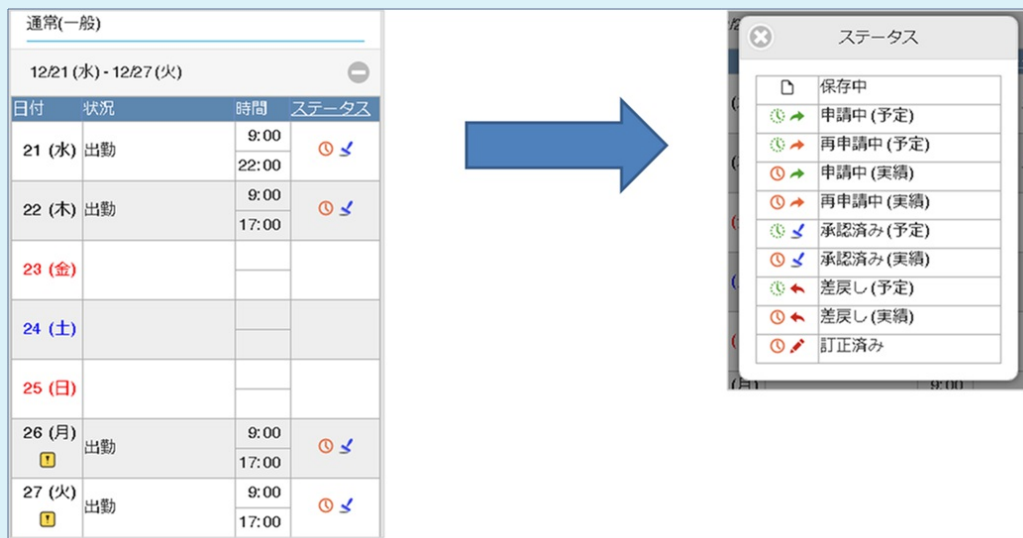 通常(一般)
12/21 (水) - 12/27 (火)
日付 状況 時間 ステータス
21 (水) 出勤 9:00
22:00
22 (木) 出勤 9:00
17:00
23 (金)
24 (土)
25 (日)
26 (月) 出勤 9:00
17:00
27 (火) 出勤 9:00
17:00
ステータス
保存中
申請中 (予定)
再申請中 (予定)
申請中 (実績)
再申請中 (実績)
承認済み (予定)
承認済み (実績)
差戻し (予定)
差戻し (実績)
訂正済み
(月) 9:00